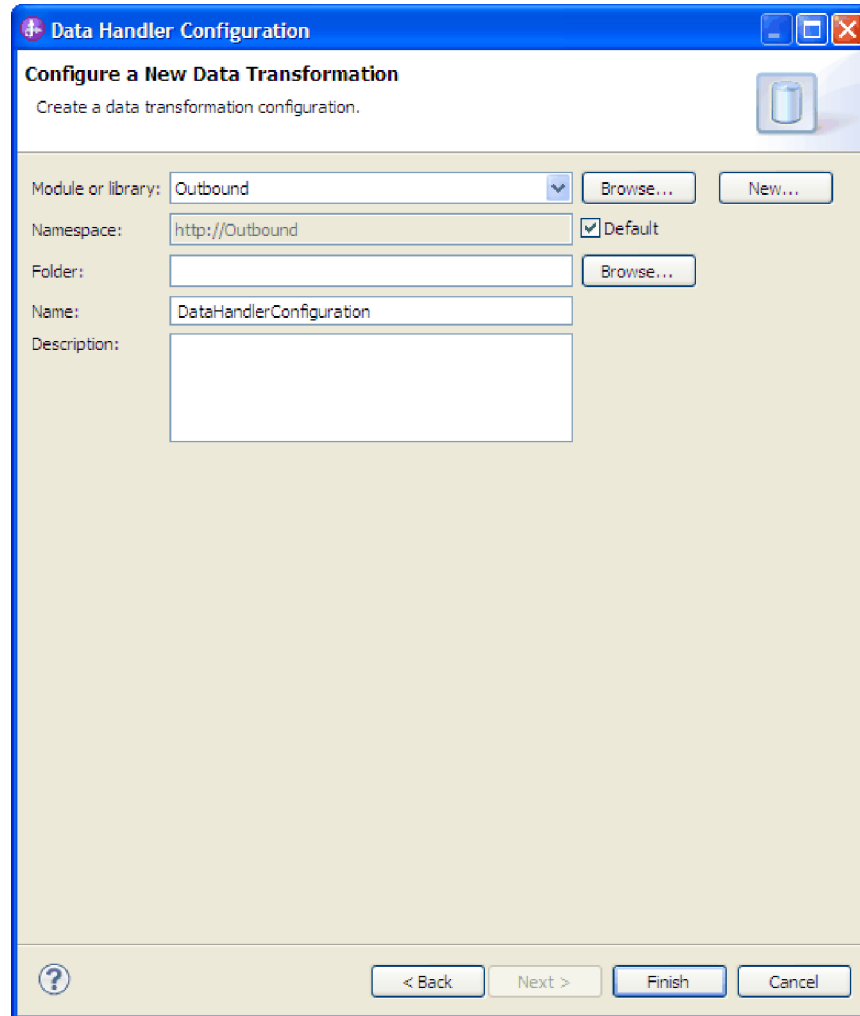 Data Handler Configuration
Configure a New Data Transformation
Create a data transformation configuration.
Module or library: Outbound Browse... New...
Namespace: http://Outbound Default
Folder: Browse...
Name: DataHandlerConfiguration
Description:
? < Back Next > Finish Cancel